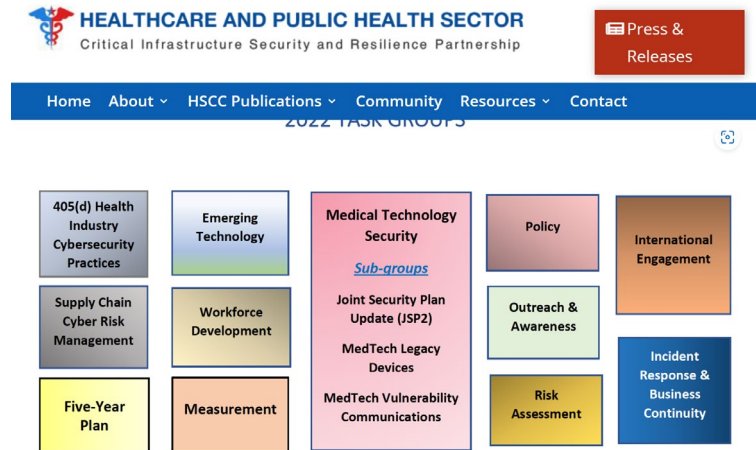 HEALTHCARE AND PUBLIC HEALTH SECTOR
Critical Infrastructure Security and Resilience Partnership
Press &
Releases
Home About HSCC Publications Community Resources Contact
2022 TASK GROUPS
405(d) Health
Industry
Cybersecurity
Practices
Emerging
Technology
Medical Technology
Security
Sub-groups
Joint Security Plan
Update (JSP2)
MedTech Legacy
Devices
MedTech Vulnerability
Communications
Policy
International
Engagement
Supply Chain
Cyber Risk
Management
Workforce
Development
Outreach &
Awareness
Incident
Response &
Business
Continuity
Five-Year
Plan
Measurement
Risk
Assessment